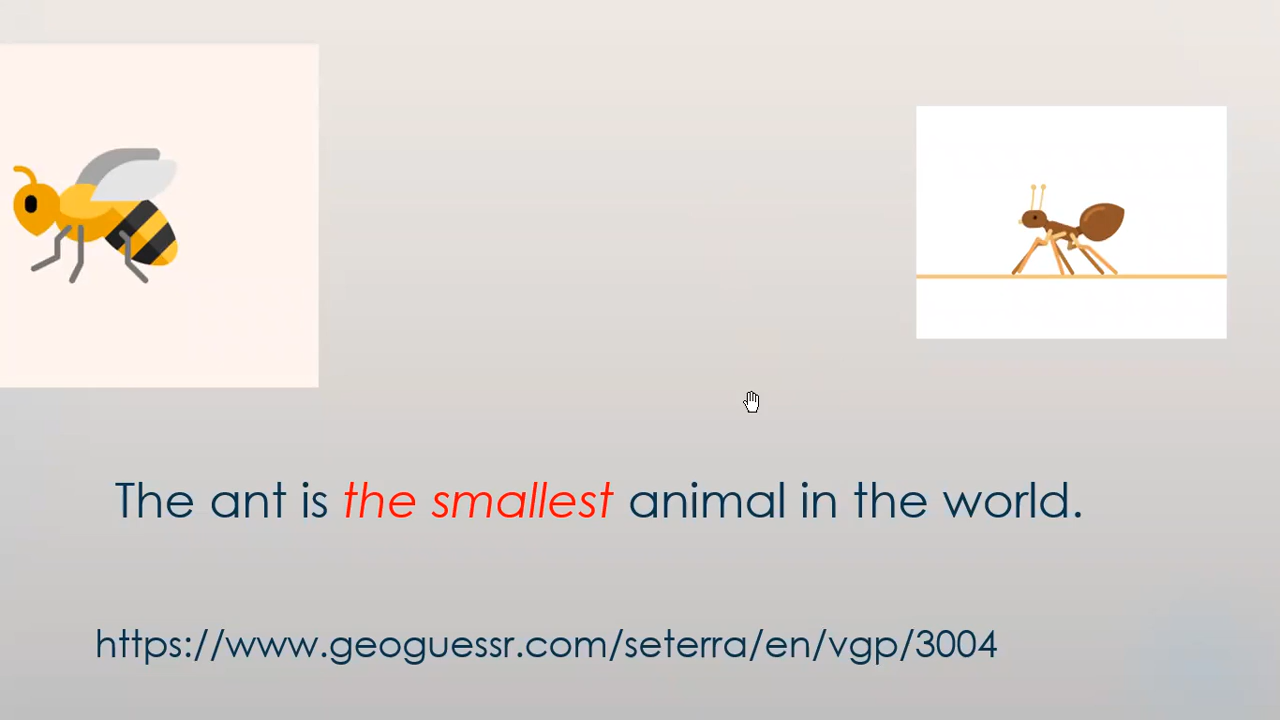 The ant is the smallest animal in the world.
https://www.geoguessr.com/seterra/en/vgp/3004